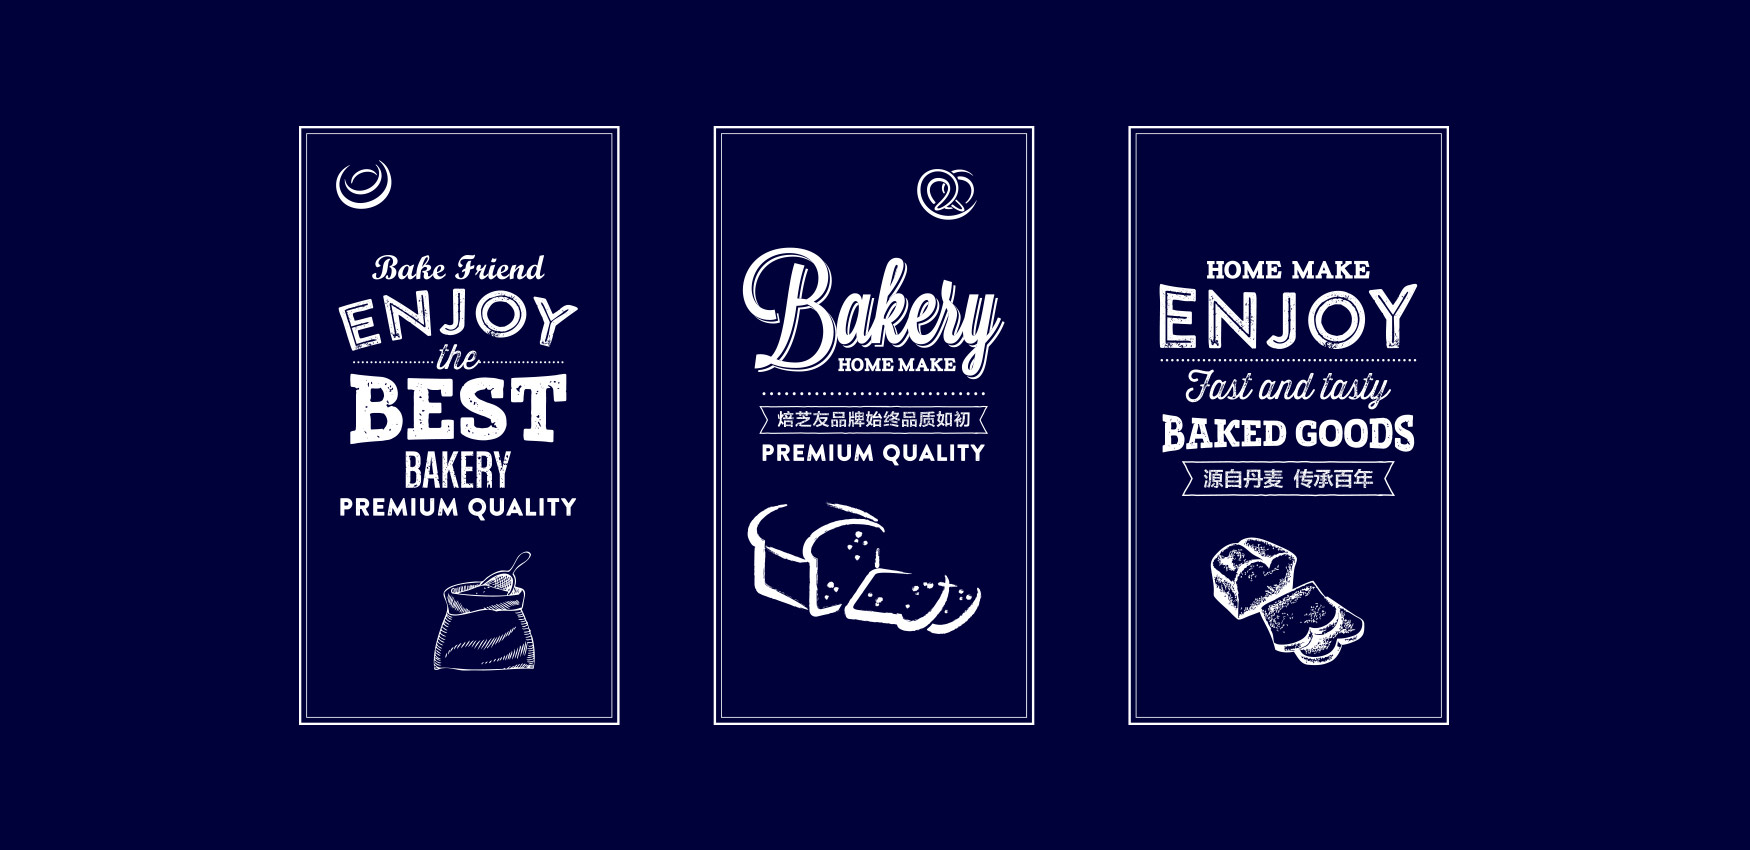 Bake Friend
ENJOY
the
BEST
BAKERY
PREMIUM QUALITY
Bakery
HOME MAKE
焙芝友品牌始终品质如初
PREMIUM QUALITY
HOME MAKE
ENJOY
Fast and tasty
BAKED GOODS
源自丹麦 传承百年